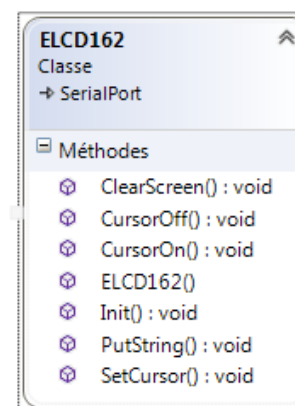 ELCD162
Classe
→ SerialPort
Méthodes
ClearScreen() : void
CursorOff() : void
CursorOn() : void
ELCD162()
Init() : void
PutString() : void
SetCursor() : void